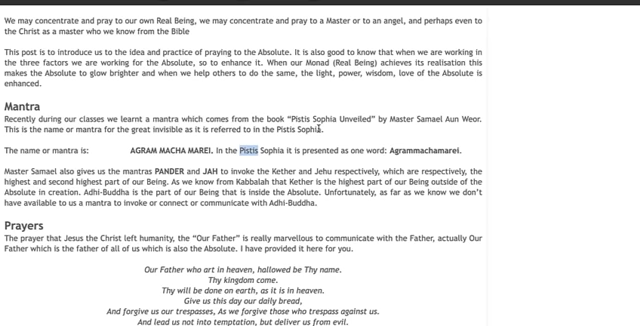 We may concentrate and pray to our own Real Being, we may concentrate and pray to a Master or to an angel, and perhaps even to
the Christ as a master who we know from the Bible
This post is to introduce us to the idea and practice of praying to the Absolute. It is also good to know that when we are working in
the three factors we are working for the Absolute, so to enhance it. When our Monad (Real Being) achieves its realisation this
makes the Absolute to glow brighter and when we help others to do the same, the light, power, wisdom, love of the Absolute is
enhanced.
Mantra
Recently during our classes we learnt a mantra which comes from the book “Pistis Sophia Unveiled” by Master Samael Aun Weor.
This is the name or mantra for the great invisible as it is referred to in the Pistis Sophia.
The name or mantra is: AGRAM MACHA MAREI. In the Pistis Sophia it is presented as one word: Agrammachamarei.
Master Samael also gives us the mantras PANDER and JAH to invoke the Kether and Jehu respectively, which are respectively, the
highest and second highest part of our Being. As we know from Kabbalah that Kether is the highest part of our Being outside of the
Absolute in creation. Adhi-Buddha is the part of our Being that is inside the Absolute. Unfortunately, as far as we know we don’t
have available to us a mantra to invoke or connect or communicate with Adhi-Buddha.
Prayers
The prayer that Jesus the Christ left humanity, the “Our Father” is really marvellous to communicate with the Father, actually Our
Father which is the father of all of us which is also the Absolute. I have provided it here for you.
Our Father who art in heaven, hallowed be Thy name.
Thy kingdom come.
Thy will be done on earth, as it is in heaven.
Give us this day our daily bread,
And forgive us our trespasses, As we forgive those who trespass against us.
And lead us not into temptation, but deliver us from evil.